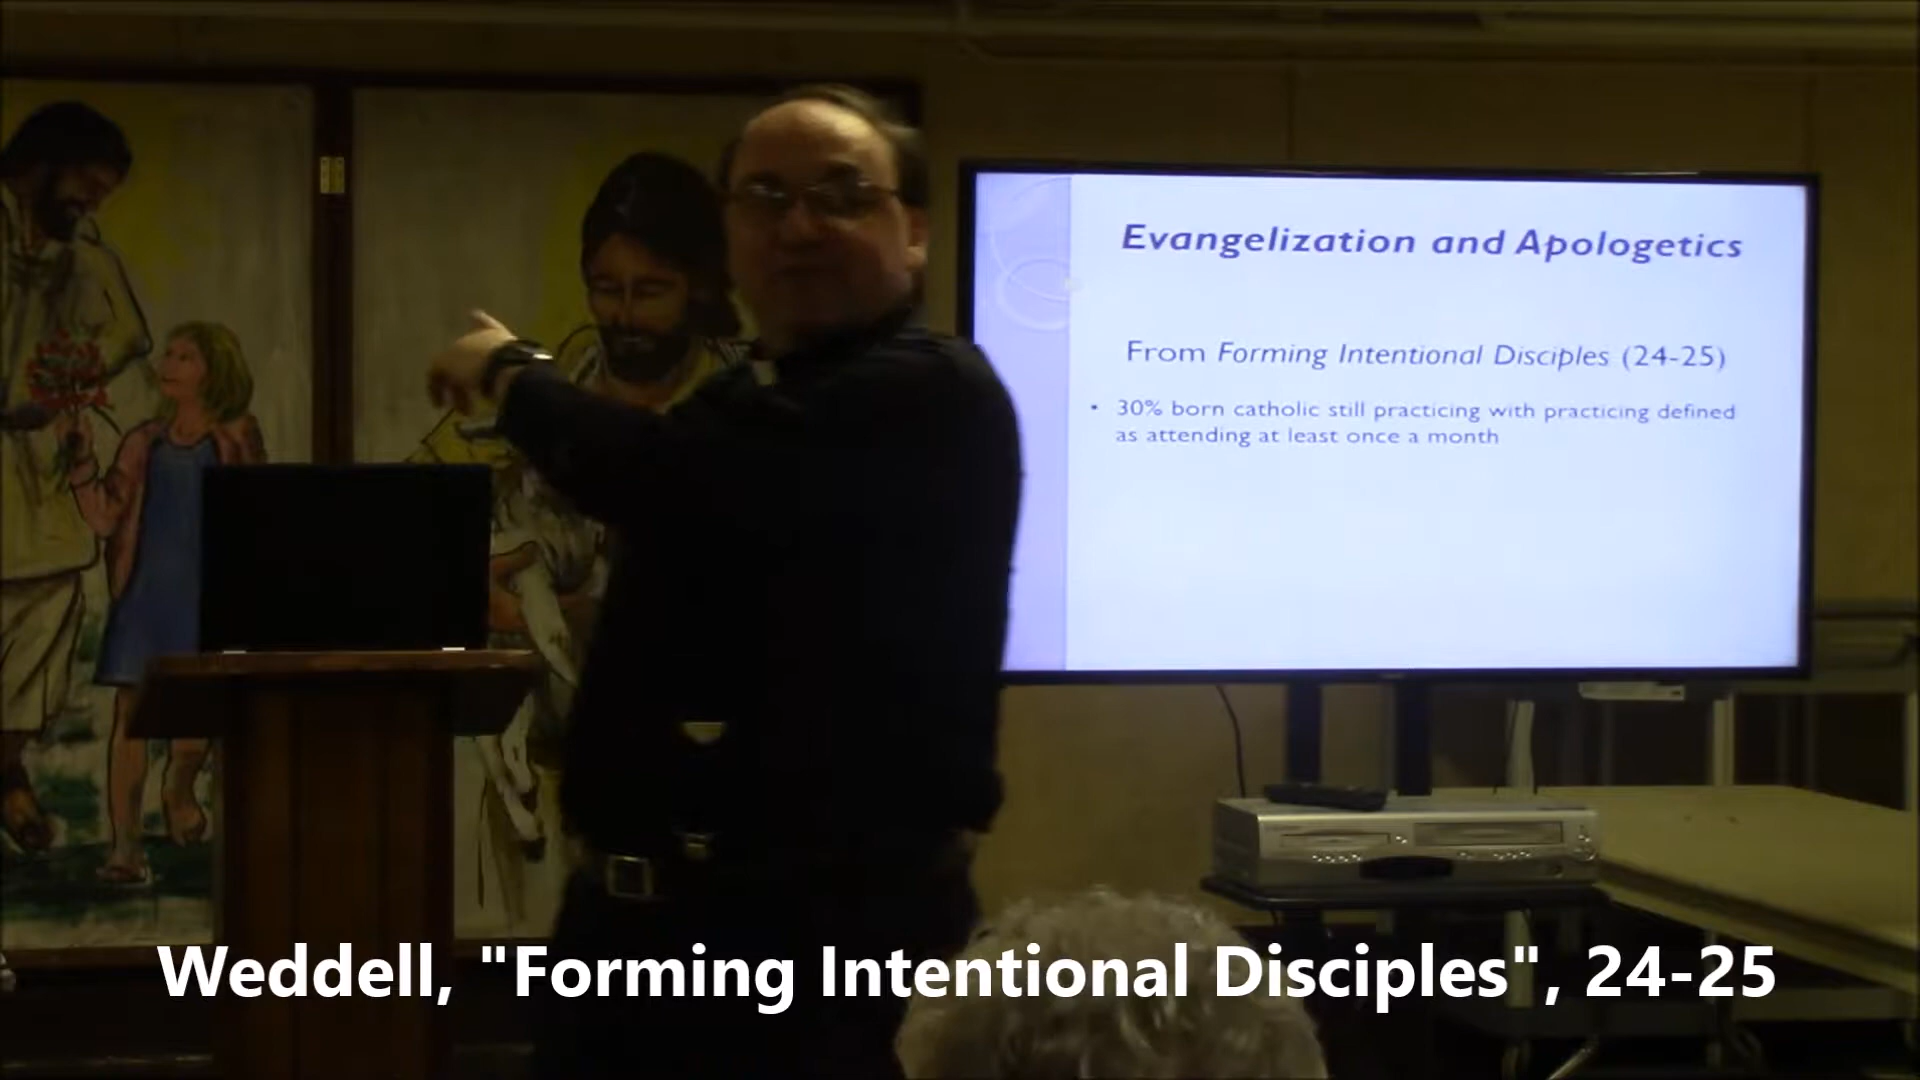 Evangelization and Apologetics
From Forming Intentional Disciples (24-25)
• 30% born catholic still practicing with practicing defined
as attending at least once a month
Weddell, "Forming Intentional Disciples", 24-25